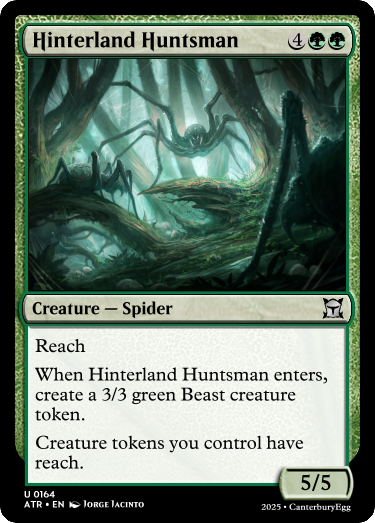 Hinterland Huntsman 4
Creature — Spider
Reach
When Hinterland Huntsman enters,
create a 3/3 green Beast creature
token.
Creature tokens you control have
reach.
5/5
U 0164
ATR • EN Jorge Jacinto
2025 • CanterburyEgg